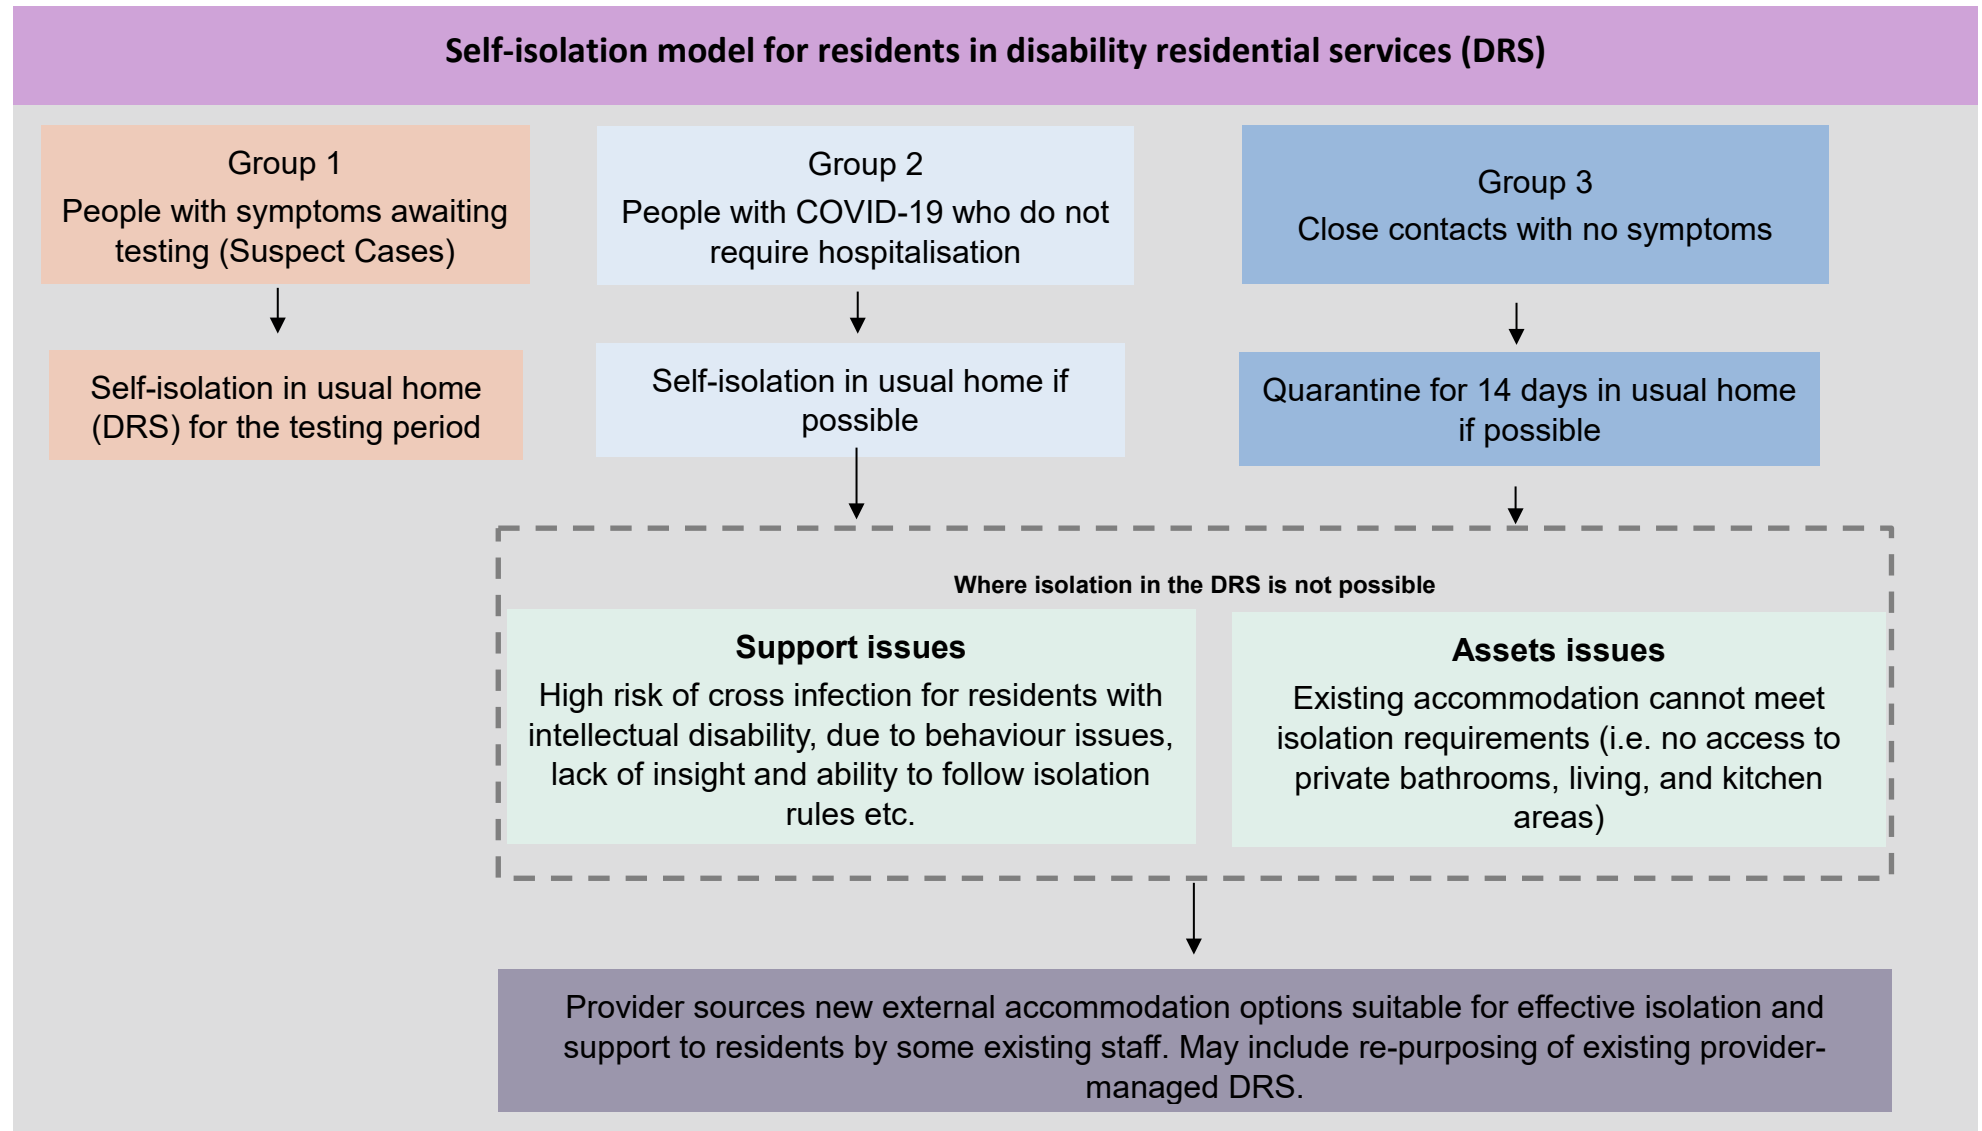 Self-isolation model for residents in disability residential services (DRS)
Group 1
People with symptoms awaiting
testing (Suspect Cases)
Group 2
People with COVID-19 who do not
require hospitalisation
Group 3
Close contacts with no symptoms
Self-isolation in usual home
(DRS) for the testing period
Self-isolation in usual home if
possible
Quarantine for 14 days in usual home
if possible
Where isolation in the DRS is not possible
Support issues
High risk of cross infection for residents with
intellectual disability, due to behaviour issues,
lack of insight and ability to follow isolation
rules etc.
Assets issues
Existing accommodation cannot meet
isolation requirements (i.e. no access to
private bathrooms, living, and kitchen
areas)
Provider sources new external accommodation options suitable for effective isolation and
support to residents by some existing staff. May include re-purposing of existing provider-
managed DRS.